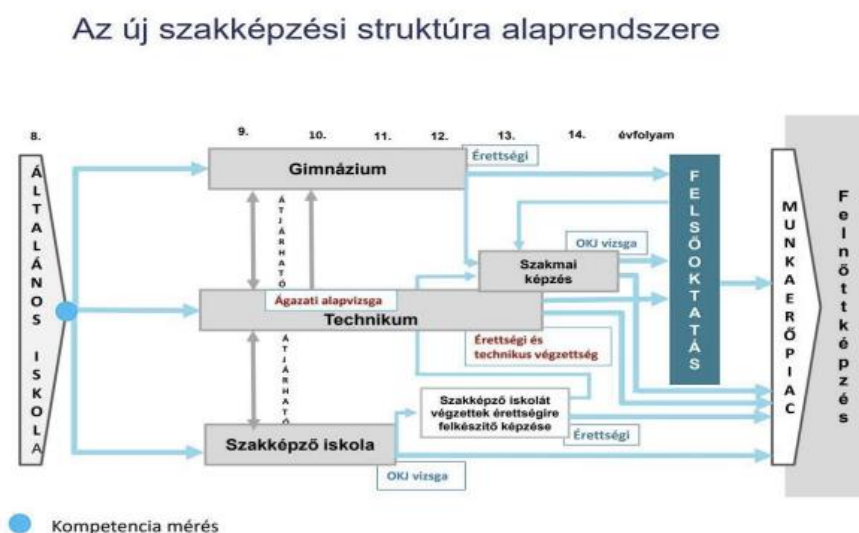 Az új szakképzési struktúra alaprendszere
8.
9.
10.
11.
12.
13.
14.
évfolyam
ÁLTALÁNOS ISKOLA
Gimnázium
Érettségi
ÁTJÁRHATÓ
OKJ vizsga
Szakmai
képzés
Ágazati alapvizsga
Technikum
Érettségi és
technikus végzettség
ÁTJÁRHATÓ
Szakképző iskolát
végzettek érettségire
felkészítő képzése
Érettségi
Szakképző iskola
OKJ vizsga
FELSŐOKTATÁS
MUNKAERŐPIAC
Felnőttképzés
Kompetencia mérés